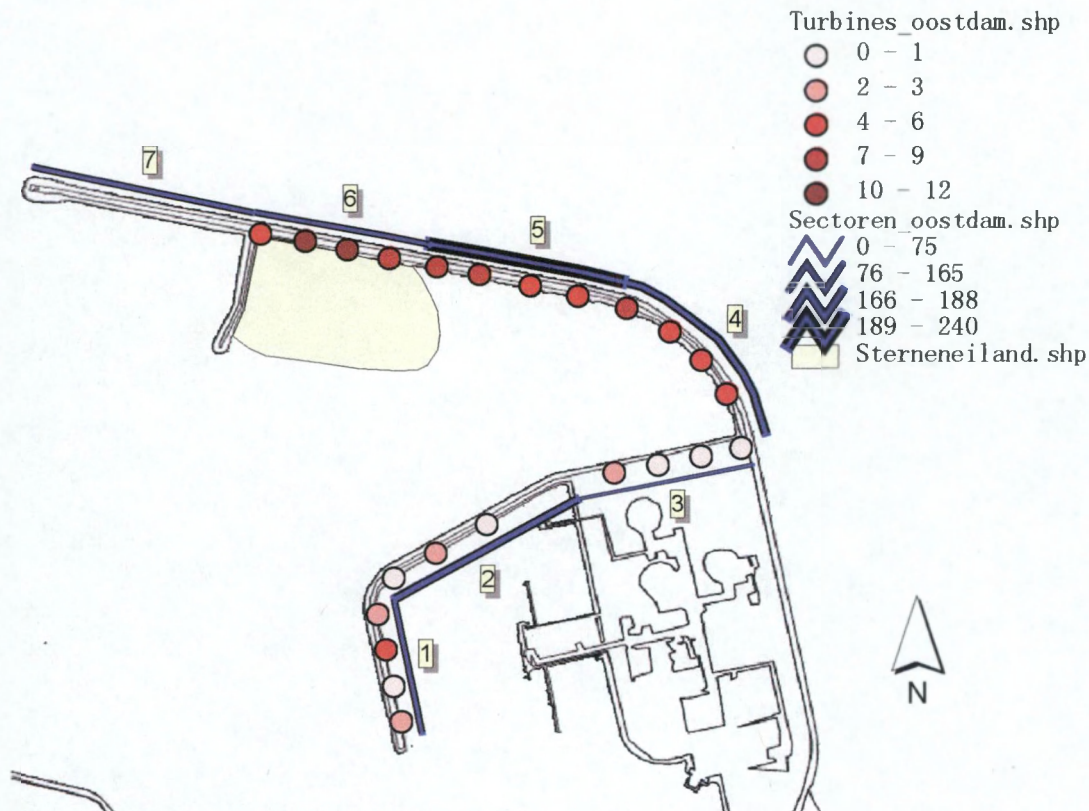 Turbines_oostdam.shp
0 - 1
2 - 3
4 - 6
7 - 9
10 - 12
Sectoren_oostdam.shp
0 - 75
76 - 165
166 - 188
189 - 240
Sterneneiland.shp
7
6
5
4
3
2
1
N